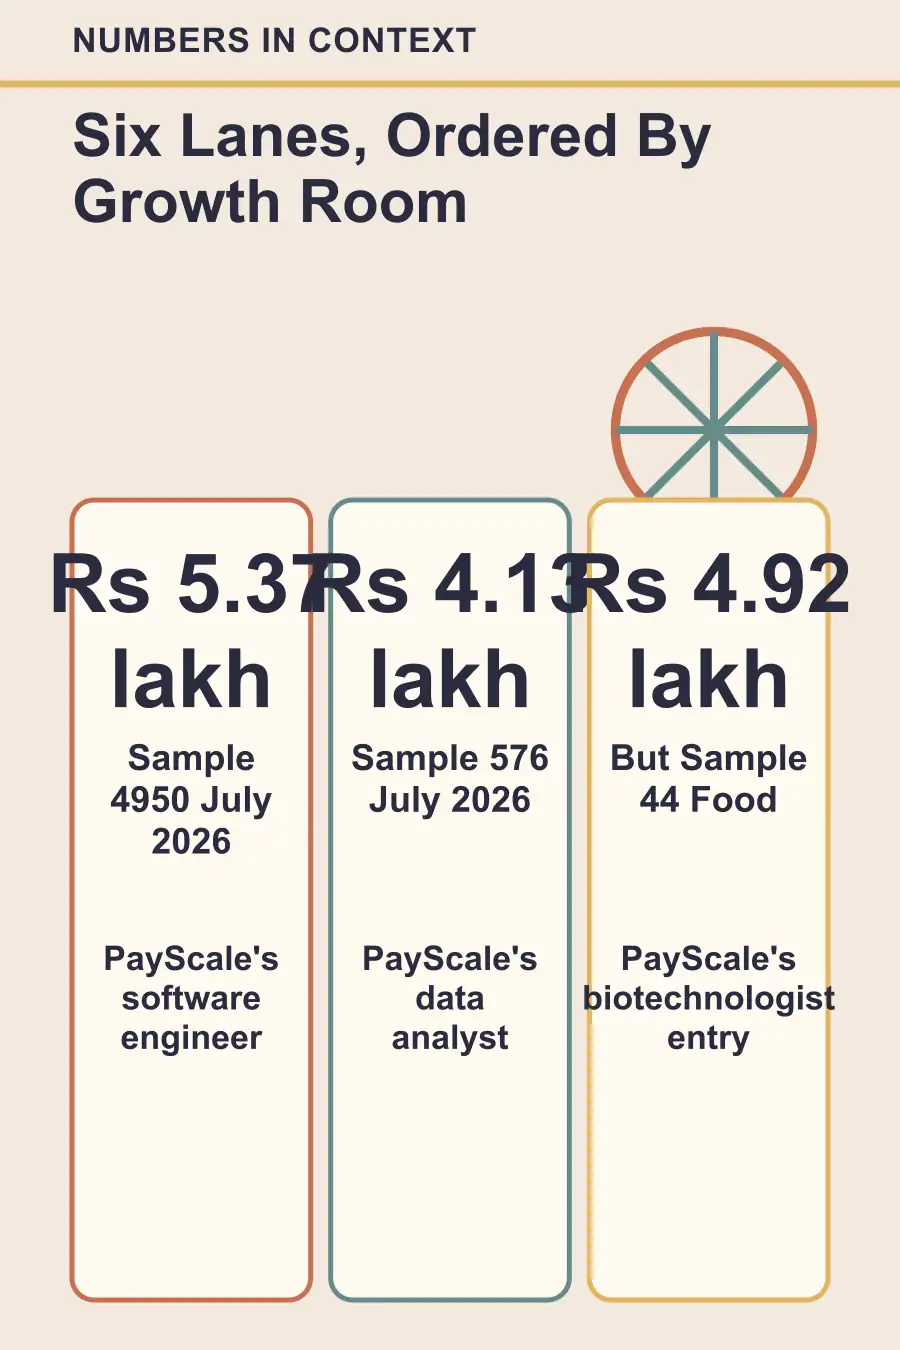 NUMBERS IN CONTEXT
Six Lanes, Ordered By
Growth Room
Rs 5.37
lakh
Sample
4950 July
2026
PayScale's
software
engineer
Rs 4.13
lakh
Sample 576
July 2026
PayScale's
data
analyst
Rs 4.92
lakh
But Sample
44 Food
PayScale's
biotechnologist
entry